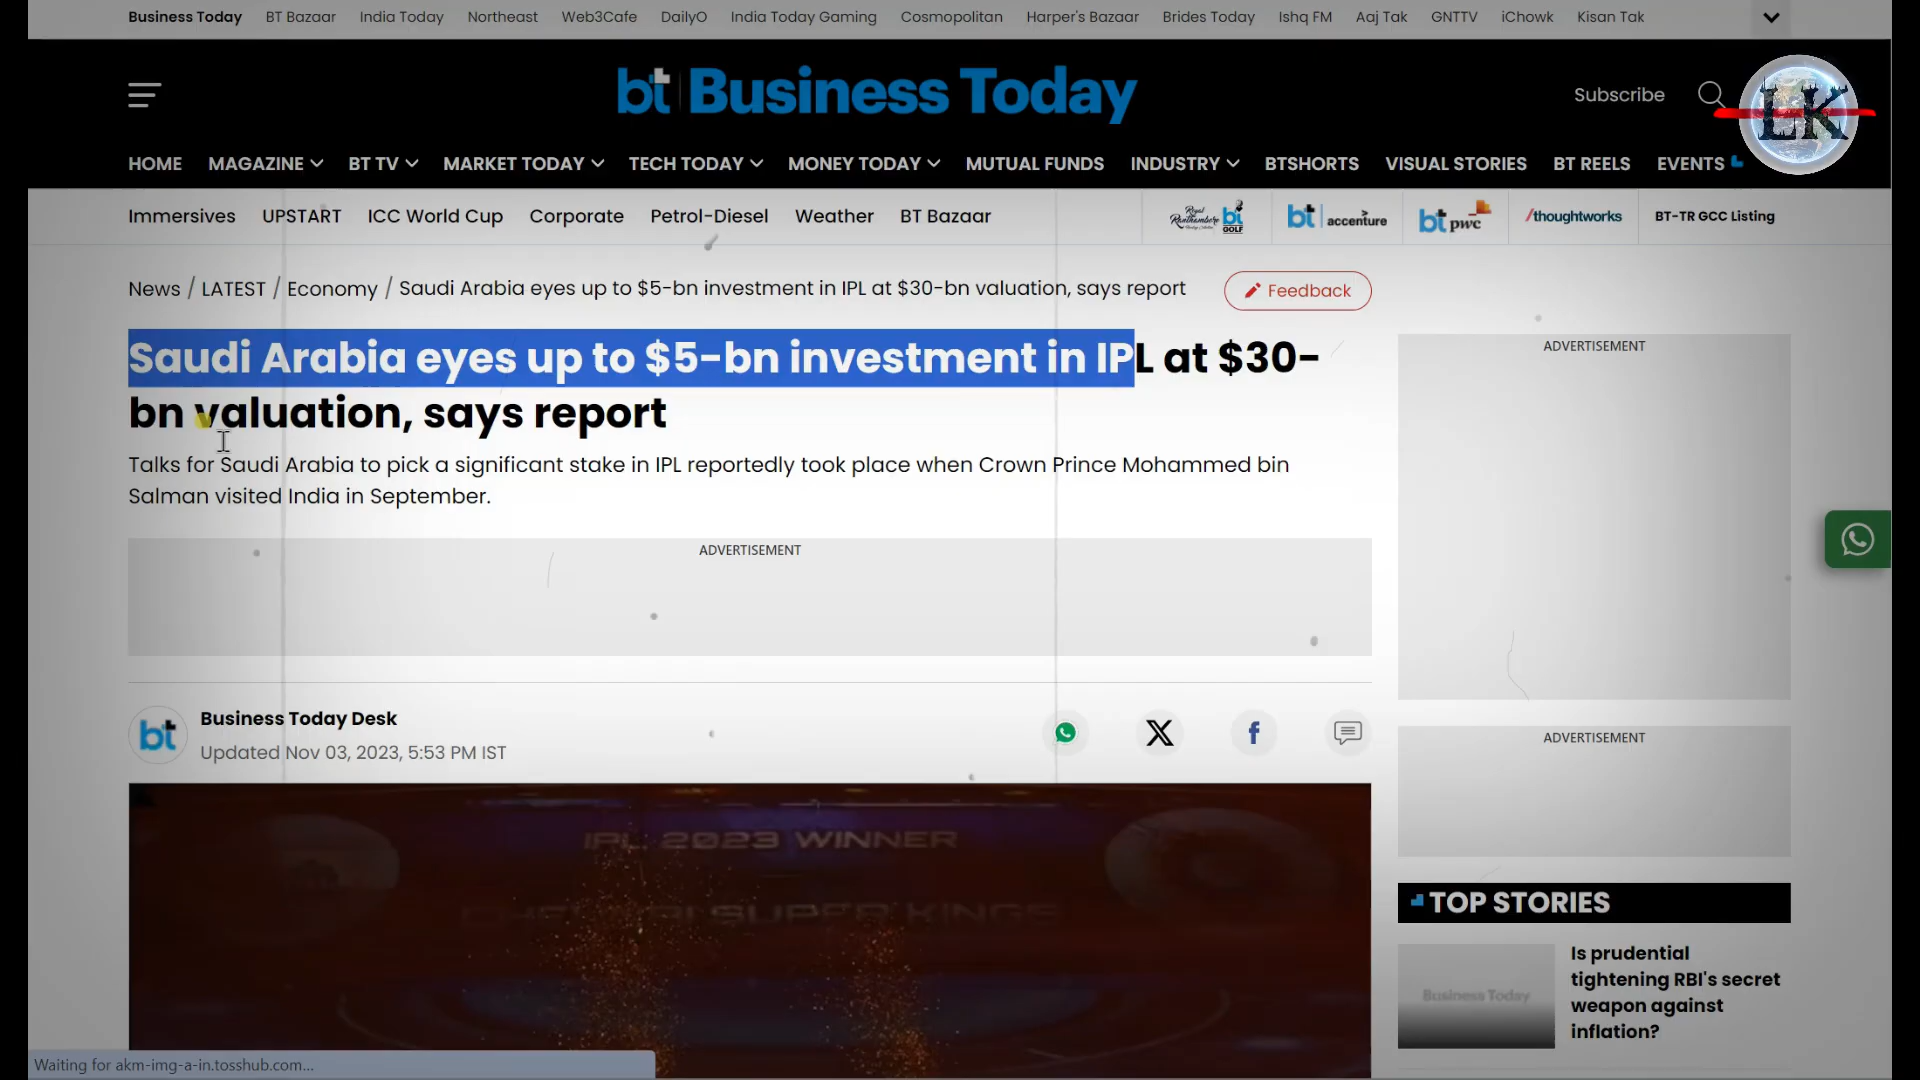 Business Today BT Bazaar India Today Northeast Web3Cafe DailyO India Today Gaming Cosmopolitan Harper's Bazaar Brides Today Ishq FM Aaj Tak GNTTV iChowk Kisan Tak
bt Business Today
Subscribe
LK
HOME MAGAZINE BT TV MARKET TODAY TECH TODAY MONEY TODAY MUTUAL FUNDS INDUSTRY BTSHORTS VISUAL STORIES BT REELS EVENTS
Immersives UPSTART ICC World Cup Corporate Petrol-Diesel Weather BT Bazaar
bt GOLF bt accenture bt pwc /thoughtworks BT-TR GCC Listing
News / LATEST / Economy / Saudi Arabia eyes up to $5-bn investment in IPL at $30-bn valuation, says report
Feedback
Saudi Arabia eyes up to $5-bn investment in IPL at $30-
bn valuation, says report
Talks for Saudi Arabia to pick a significant stake in IPL reportedly took place when Crown Prince Mohammed bin
Salman visited India in September.
ADVERTISEMENT
ADVERTISEMENT
bt
Business Today Desk
Updated Nov 03, 2023, 5:53 PM IST
ADVERTISEMENT
IPL 2023 WINNER
CHENNAI SUPER KINGS
TOP STORIES
Business Today
Is prudential
tightening RBI's secret
weapon against
inflation?
Waiting for akm-img-a-in.tosshub.com...